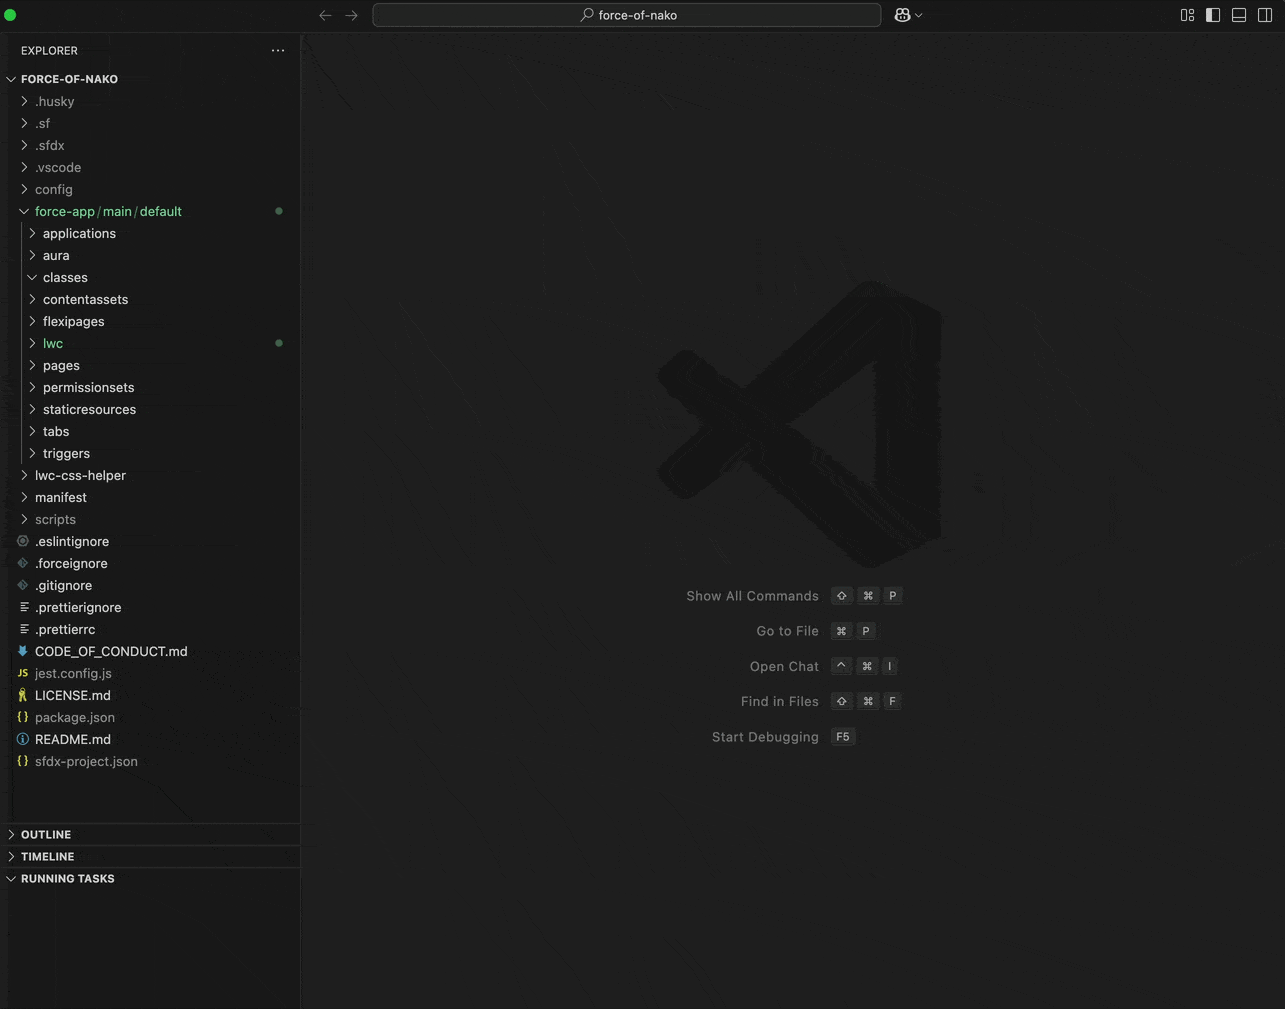 force-of-nako
EXPLORER
FORCE-OF-NAKO
.husky
.sf
.sfdx
.vscode
config
force-app/main/default
applications
aura
classes
contentassets
flexipages
lwc
pages
permissionsets
staticresources
tabs
triggers
lwc-css-helper
manifest
scripts
.eslintignore
.forceignore
.gitignore
.prettierignore
.prettierrc
CODE_OF_CONDUCT.md
JS jest.config.js
LICENSE.md
{} package.json
README.md
{} sfdx-project.json
OUTLINE
TIMELINE
RUNNING TASKS
Show All Commands ⇧ ⌘ P
Go to File ⌘ P
Open Chat ^ ⌘ I
Find in Files ⇧ ⌘ F
Start Debugging F5